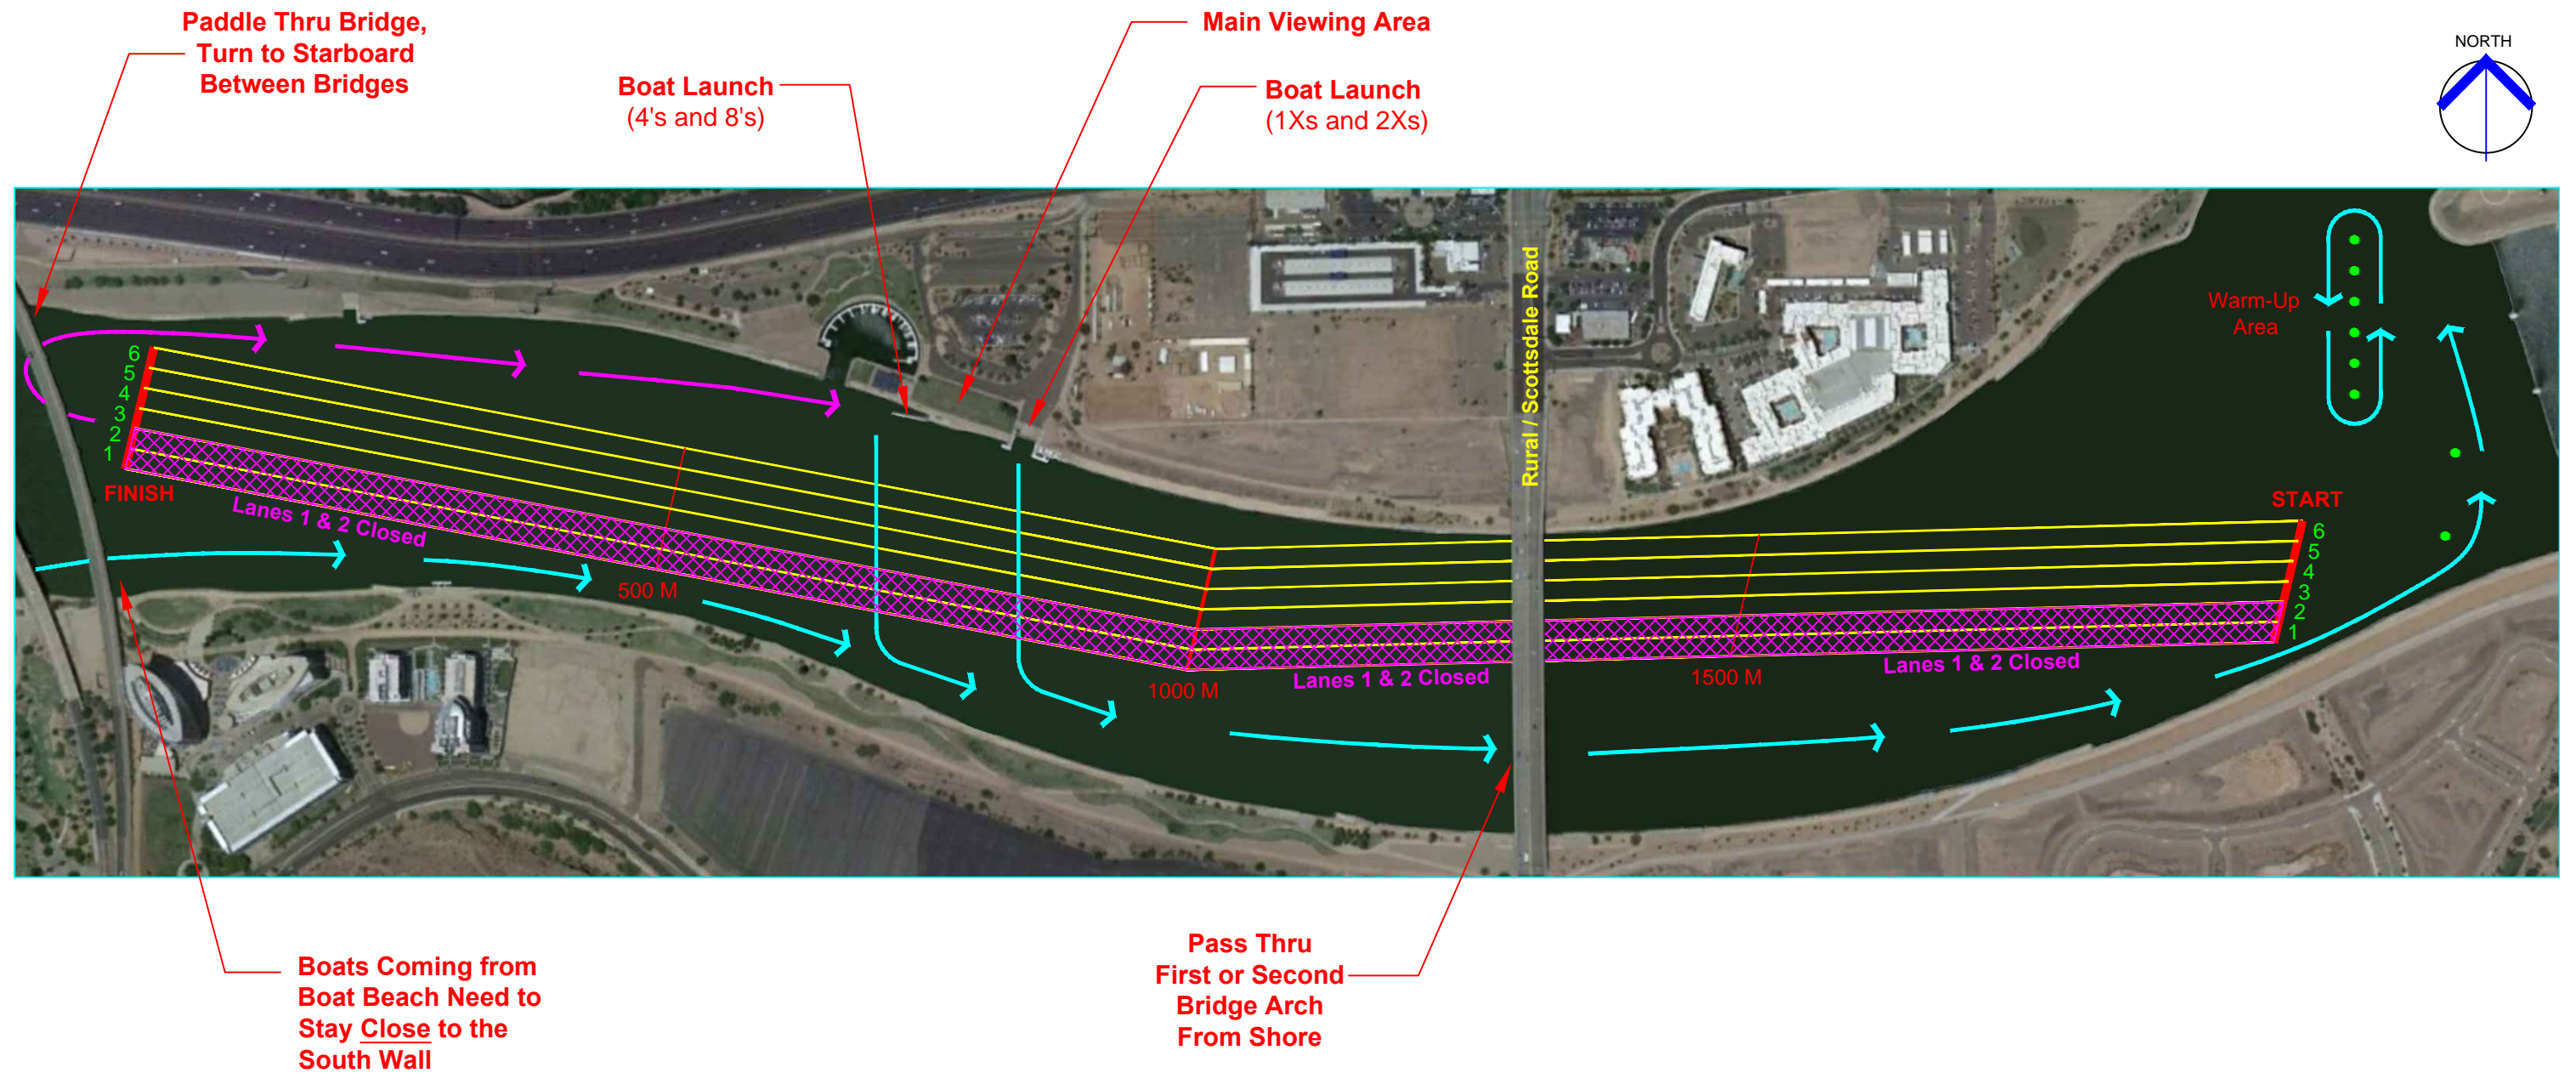 Paddle Thru Bridge,
Turn to Starboard
Between Bridges
Main Viewing Area
NORTH
Boat Launch
(4's and 8's)
Boat Launch
(1Xs and 2Xs)
Rural / Scottsdale Road
Warm-Up
Area
6
5
4
3
2
1
FINISH
Lanes 1 & 2 Closed
500 M
1000 M
Lanes 1 & 2 Closed
1500 M
Lanes 1 & 2 Closed
START
6
5
4
3
2
1
Boats Coming from
Boat Beach Need to
Stay Close to the
South Wall
Pass Thru
First or Second
Bridge Arch
From Shore